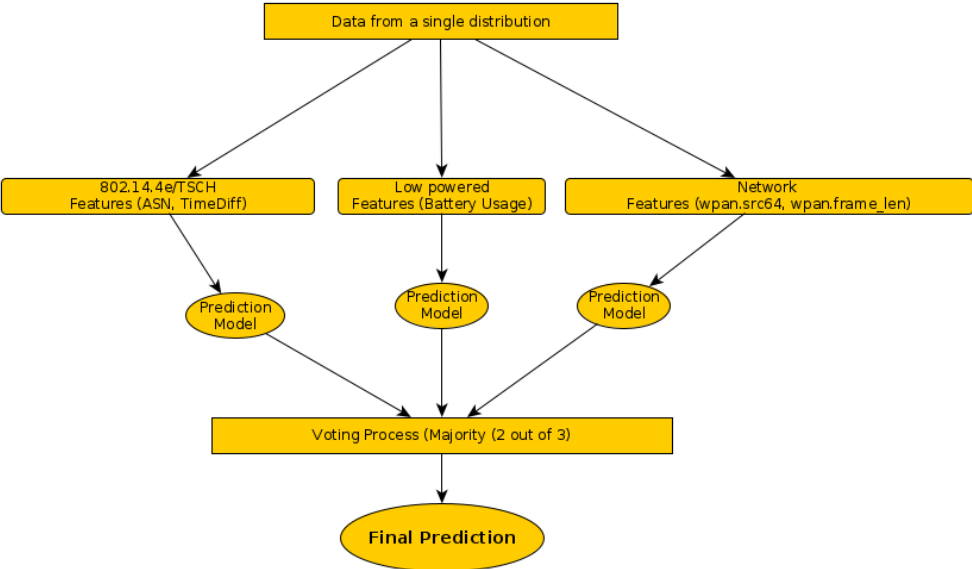 Data from a single distribution
802.14.4e/TSCH
Features (ASN, TimeDiff)
Low powered
Features (Battery Usage)
Network
Features (wpan.src64, wpan.frame_len)
Prediction
Model
Prediction
Model
Prediction
Model
Voting Process (Majority (2 out of 3)
Final Prediction